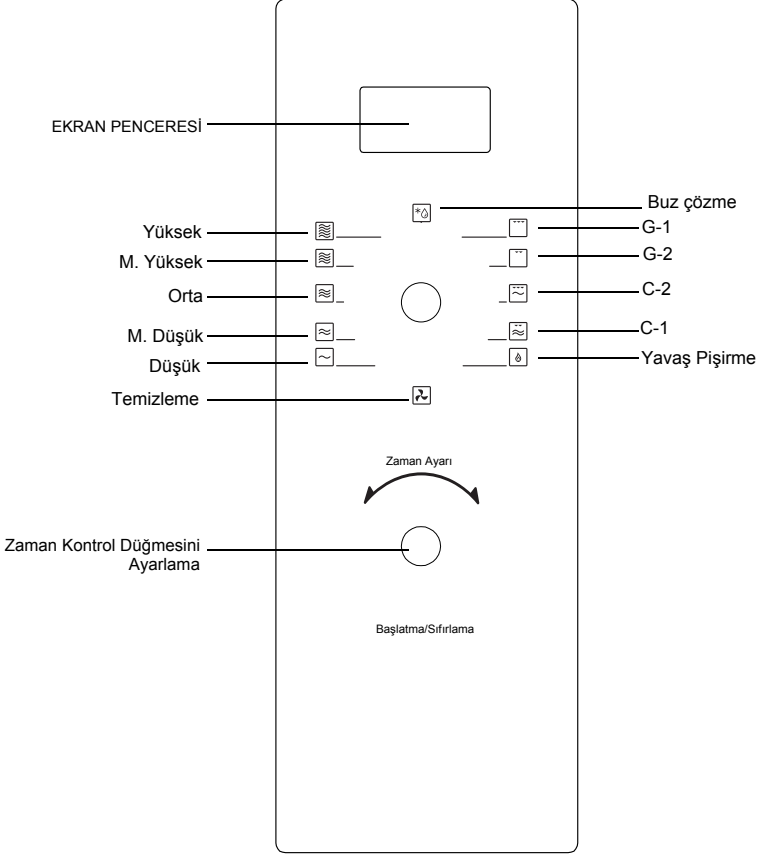 EKRAN PENCERESİ
Buz çözme
Yüksek
G-1
M. Yüksek
G-2
Orta
C-2
M. Düşük
C-1
Düşük
Yavaş Pişirme
Temizleme
Zaman Ayarı
Zaman Kontrol Düğmesini
Ayarlama
Başlatma/Sıfırlama